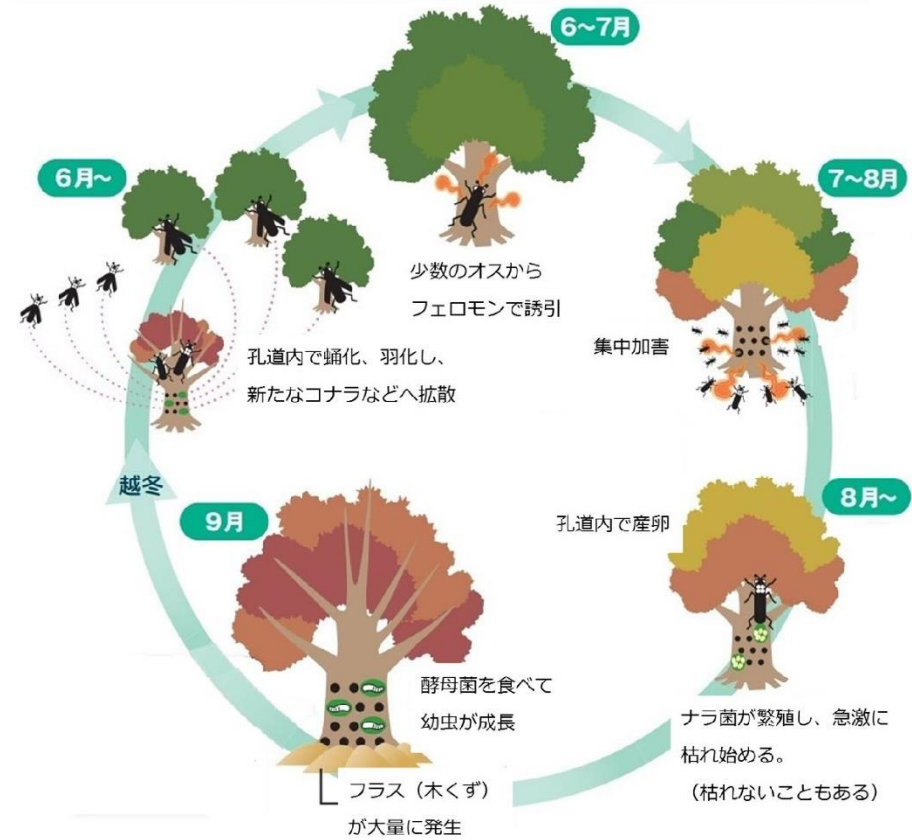 6〜7月
少数のオスから
フェロモンで誘引
7〜8月
集中加害
8月〜
孔道内で産卵
ナラ菌が繁殖し、急激に
枯れ始める。
（枯れないこともある）
9月
酵母菌を食べて
幼虫が成長
フラス（木くず）
が大量に発生
越冬
6月〜
孔道内で蛹化、羽化し、
新たなコナラなどへ拡散